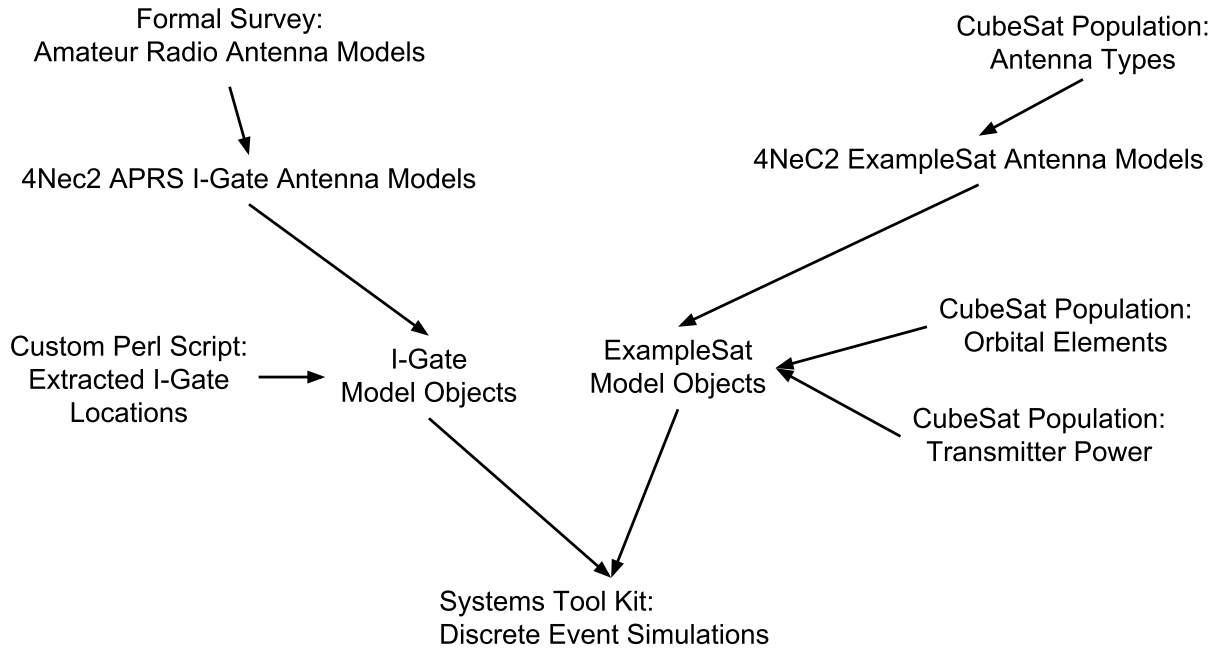 Formal Survey:
Amateur Radio Antenna Models
CubeSat Population:
Antenna Types
4Nec2 APRS I-Gate Antenna Models
4NeC2 ExampleSat Antenna Models
Custom Perl Script:
Extracted I-Gate
Locations
I-Gate
Model Objects
ExampleSat
Model Objects
CubeSat Population:
Orbital Elements
CubeSat Population:
Transmitter Power
Systems Tool Kit:
Discrete Event Simulations